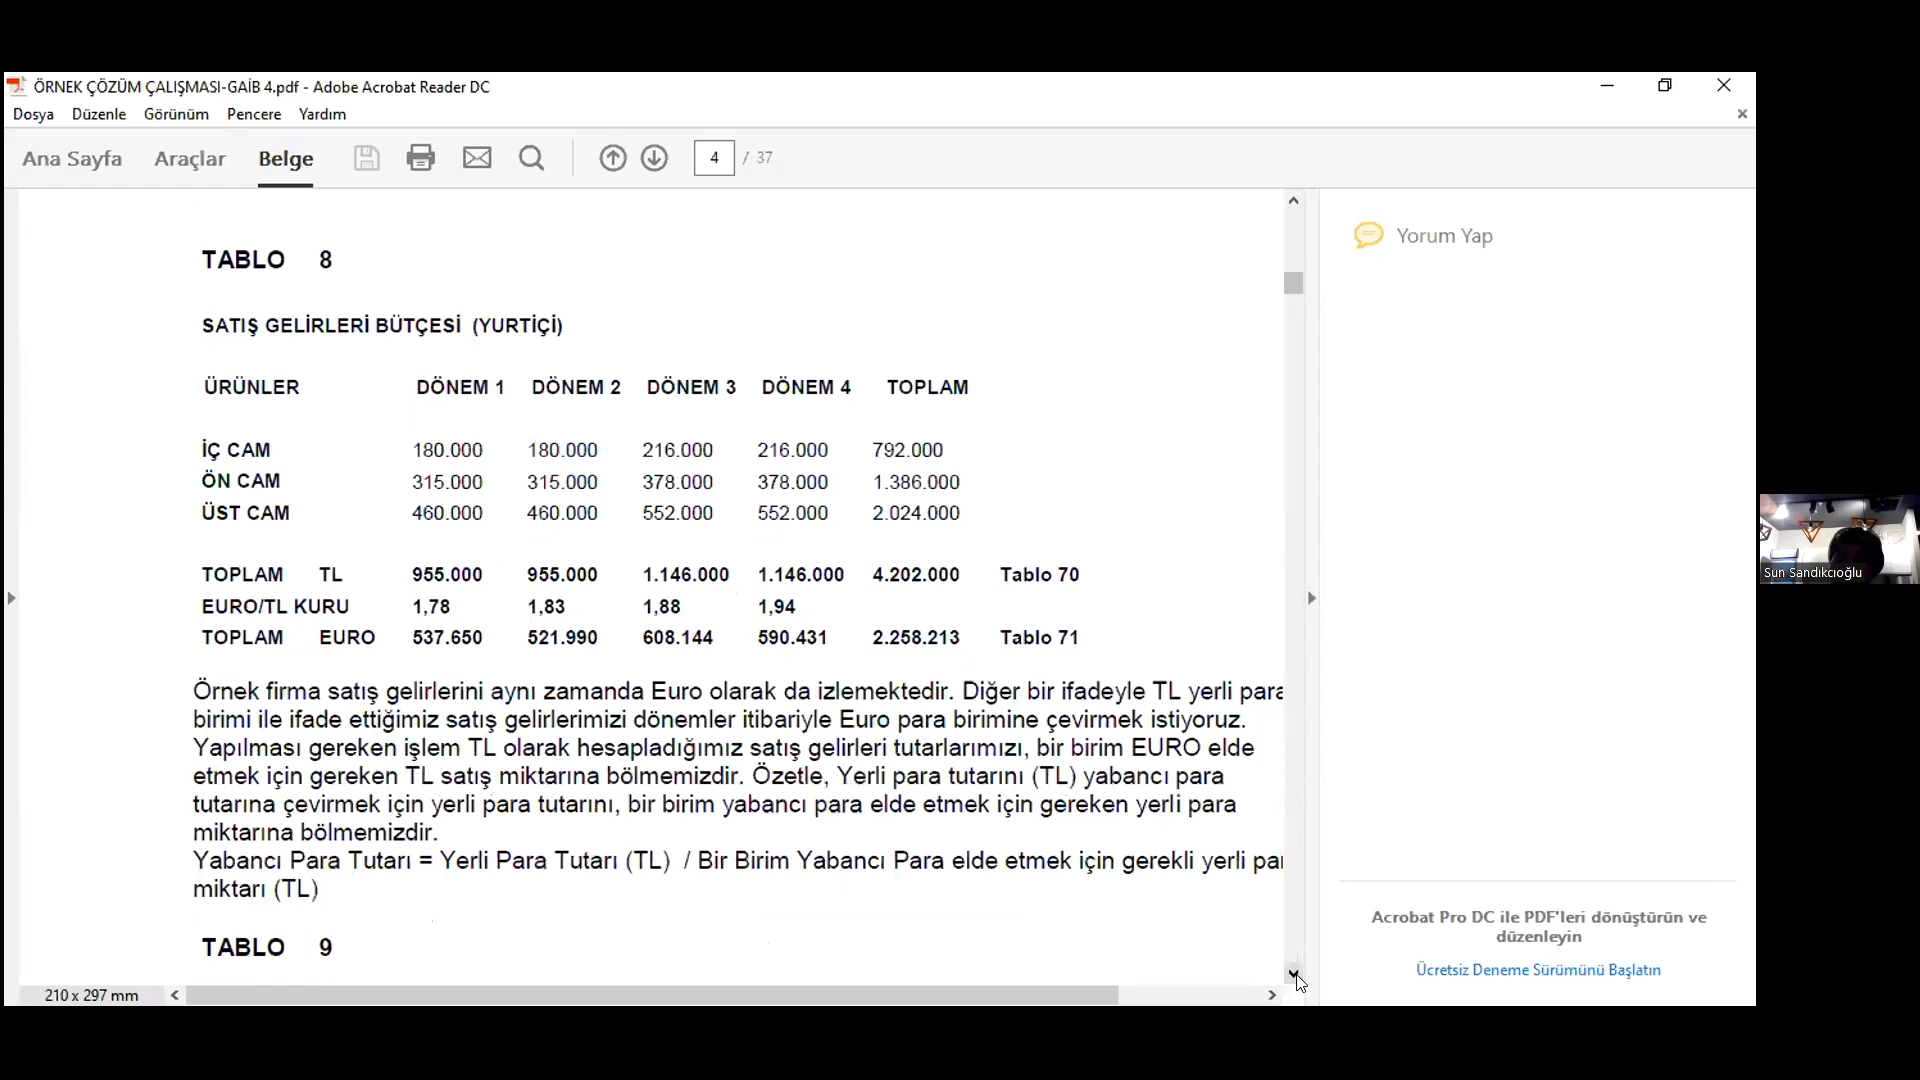 ÖRNEK ÇÖZÜM ÇALIŞMASI-GAİB 4.pdf - Adobe Acrobat Reader DC
Dosya Düzenle Görünüm Pencere Yardım
Ana Sayfa Araçlar Belge 4 / 37
TABLO 8
SATIŞ GELİRLERİ BÜTÇESİ (YURTİÇİ)
ÜRÜNLER DÖNEM 1 DÖNEM 2 DÖNEM 3 DÖNEM 4 TOPLAM
İÇ CAM 180.000 180.000 216.000 216.000 792.000
ÖN CAM 315.000 315.000 378.000 378.000 1.386.000
ÜST CAM 460.000 460.000 552.000 552.000 2.024.000
TOPLAM TL 955.000 955.000 1.146.000 1.146.000 4.202.000 Tablo 70
EURO/TL KURU 1,78 1,83 1,88 1,94
TOPLAM EURO 537.650 521.990 608.144 590.431 2.258.213 Tablo 71
Örnek firma satış gelirlerini aynı zamanda Euro olarak da izlemektedir. Diğer bir ifadeyle TL yerli para
birimi ile ifade ettiğimiz satış gelirlerimizi dönemler itibariyle Euro para birimine çevirmek istiyoruz.
Yapılması gereken işlem TL olarak hesapladığımız satış gelirleri tutarlarımızı, bir birim EURO elde
etmek için gereken TL satış miktarına bölmemizdir. Özetle, Yerli para tutarını (TL) yabancı para
tutarına çevirmek için yerli para tutarını, bir birim yabancı para elde etmek için gereken yerli para
miktarına bölmemizdir.
Yabancı Para Tutarı = Yerli Para Tutarı (TL) / Bir Birim Yabancı Para elde etmek için gerekli yerli par
miktarı (TL)
TABLO 9
210 x 297 mm
Yorum Yap
Acrobat Pro DC ile PDF'leri dönüştürün ve
düzenleyin
Ücretsiz Deneme Sürümünü Başlatın
Sun Sandıkcıoğlu